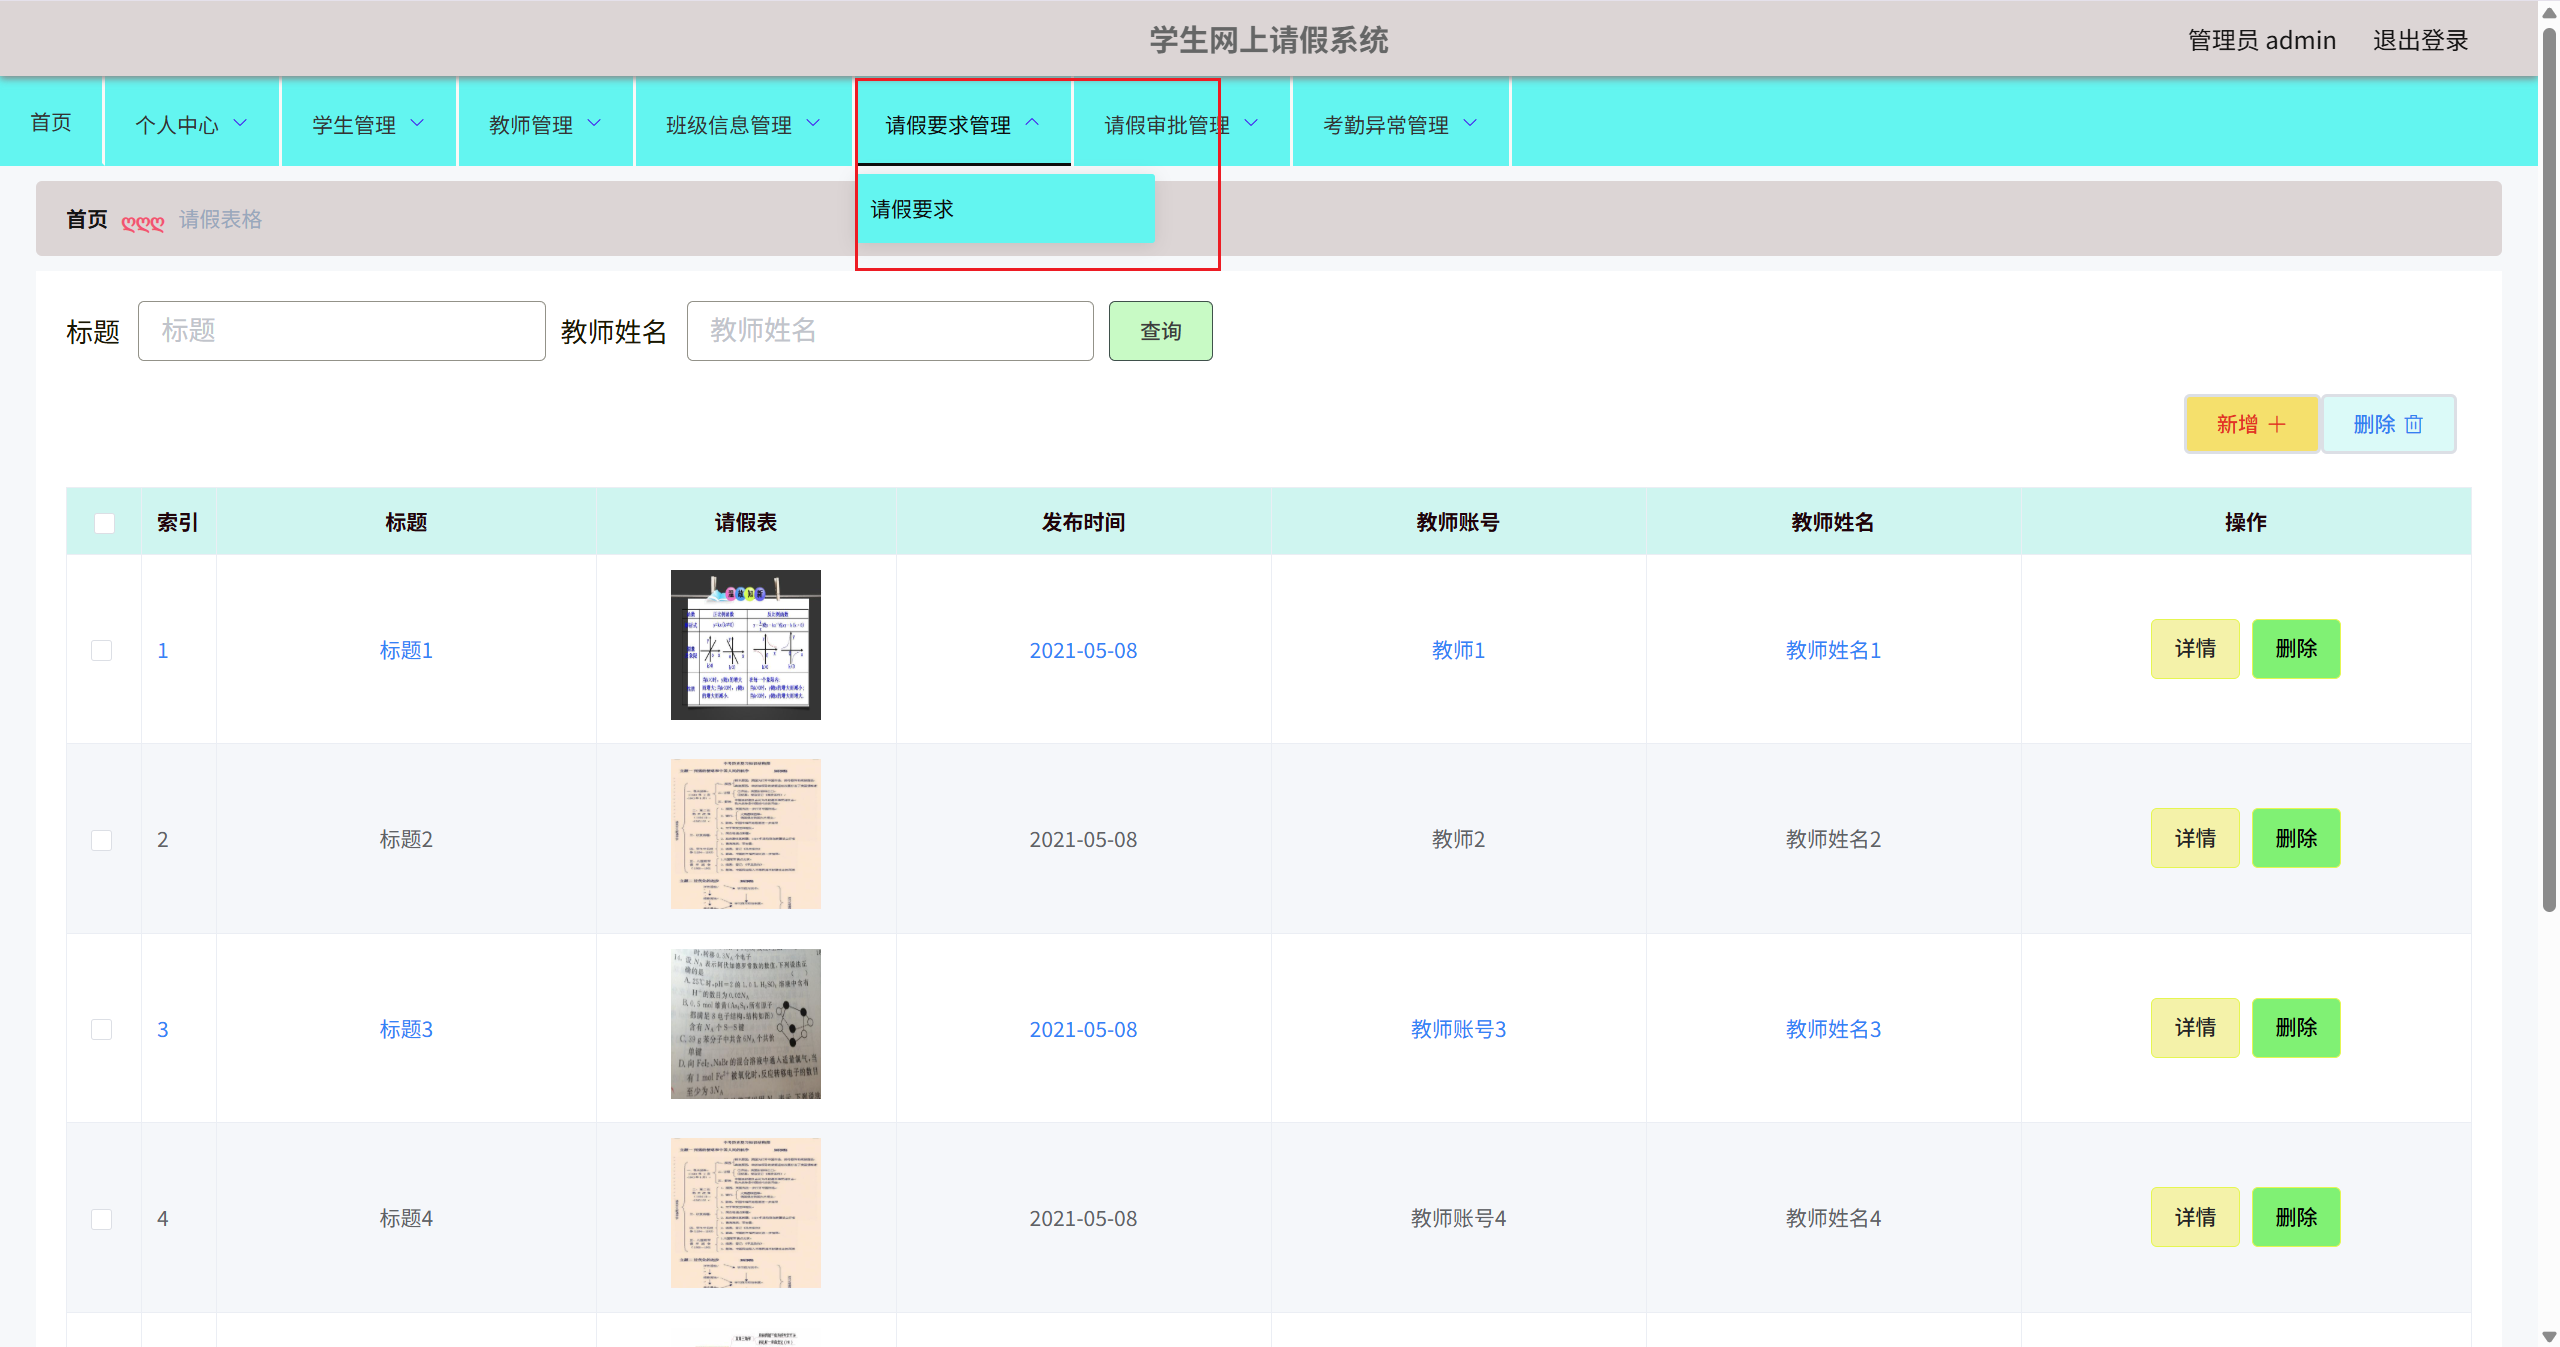 学生网上请假系统
管理员 admin 退出登录
首页 个人中心 学生管理 教师管理 班级信息管理 请假要求管理 请假审批管理 考勤异常管理
请假要求
首页 ღღღ 请假表格
标题 标题 教师姓名 教师姓名 查询
新增 删除
索引 标题 请假表 发布时间 教师账号 教师姓名 操作
1 标题1 2021-05-08 教师1 教师姓名1 详情 删除
2 标题2 2021-05-08 教师2 教师姓名2 详情 删除
3 标题3 2021-05-08 教师账号3 教师姓名3 详情 删除
4 标题4 2021-05-08 教师账号4 教师姓名4 详情 删除